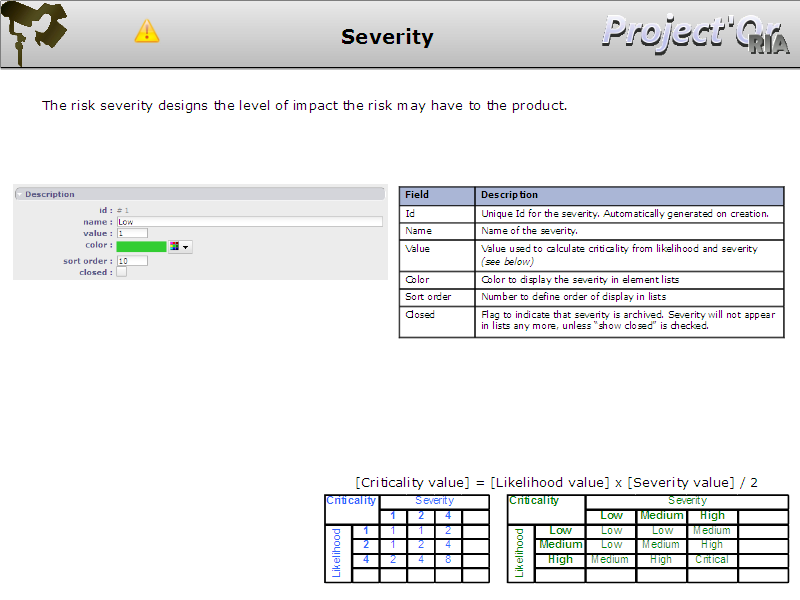 Severity
Project'Or
RIA
The risk severity designs the level of impact the risk may have to the product.
Description
id : # 1
name : Low
value : 1
color :
sort order : 10
closed :
Field Description
Id Unique Id for the severity. Automatically generated on creation.
Name Name of the severity.
Value Value used to calculate criticality from likelihood and severity
(see below)
Color Color to display the severity in element lists
Sort order Number to define order of display in lists
Closed Flag to indicate that severity is archived. Severity will not appear
in lists any more, unless “show closed” is checked.
[Criticality value] = [Likelihood value] x [Severity value] / 2
Criticality Severity
1 2 4
Likelihood
1 1 1 2
2 1 2 4
4 2 4 8
Criticality Severity
Low Medium High
Likelihood
Low Low Low Medium
Medium Low Medium High
High Medium High Critical